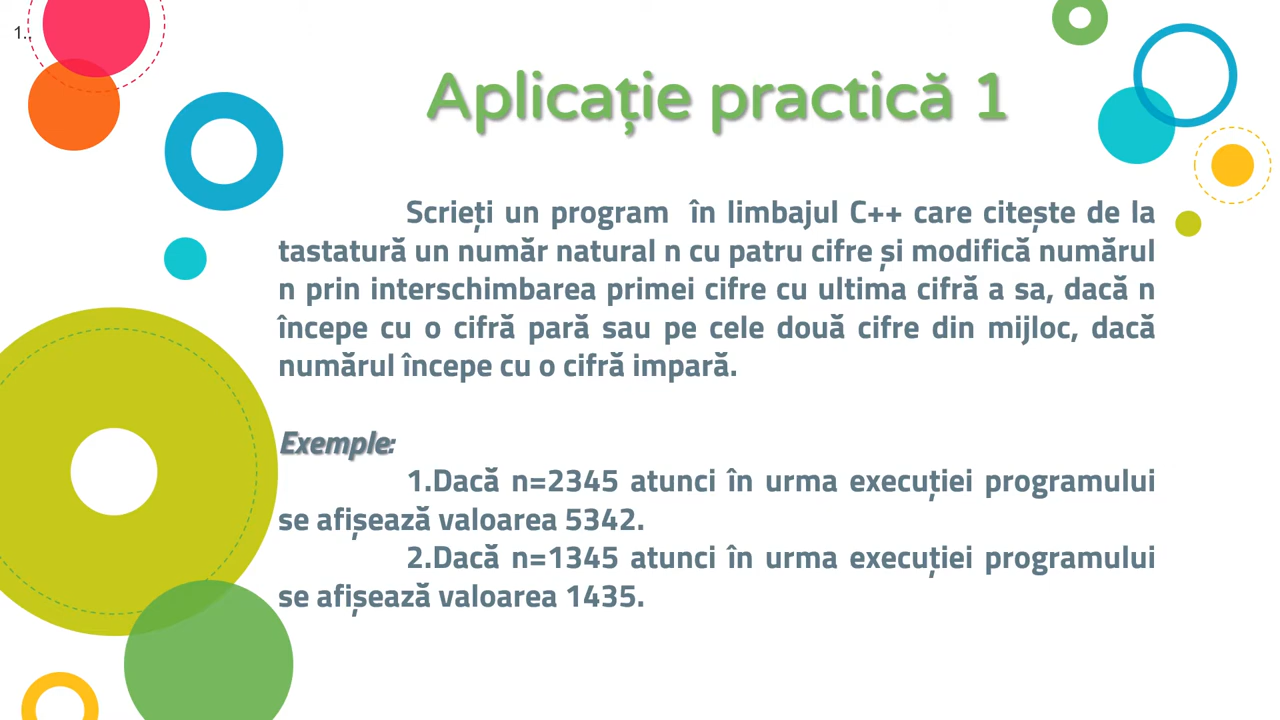 1..
Aplicație practică 1
Scrieți un program în limbajul C++ care citește de la
tastatură un număr natural n cu patru cifre și modifică numărul
n prin interschimbarea primei cifre cu ultima cifră a sa, dacă n
începe cu o cifră pară sau pe cele două cifre din mijloc, dacă
numărul începe cu o cifră impară.
Exemple:
1.Dacă n=2345 atunci în urma execuției programului
se afișează valoarea 5342.
2.Dacă n=1345 atunci în urma execuției programului
se afișează valoarea 1435.